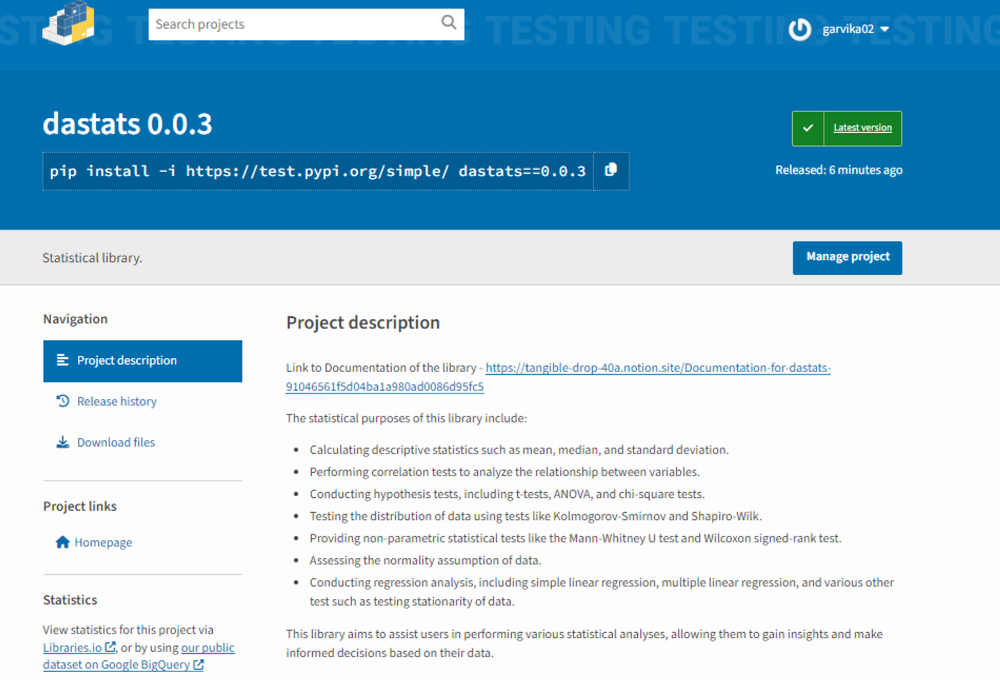 TESTING TESTING TESTING TESTING TESTING TESTING
Search projects
garvika02
dastats 0.0.3
Latest version
pip install -i https://test.pypi.org/simple/ dastats==0.0.3
Released: 6 minutes ago
Statistical library.
Manage project
Navigation
Project description
Release history
Download files
Project links
Homepage
Statistics
View statistics for this project via
Libraries.io, or by using our public
dataset on Google BigQuery
Project description
Link to Documentation of the library - https://tangible-drop-40a.notion.site/Documentation-for-dastats-
91046561f5d04ba1a980ad0086d95fc5
The statistical purposes of this library include:
• Calculating descriptive statistics such as mean, median, and standard deviation.
• Performing correlation tests to analyze the relationship between variables.
• Conducting hypothesis tests, including t-tests, ANOVA, and chi-square tests.
• Testing the distribution of data using tests like Kolmogorov-Smirnov and Shapiro-Wilk.
• Providing non-parametric statistical tests like the Mann-Whitney U test and Wilcoxon signed-rank test.
• Assessing the normality assumption of data.
• Conducting regression analysis, including simple linear regression, multiple linear regression, and various other
test such as testing stationarity of data.
This library aims to assist users in performing various statistical analyses, allowing them to gain insights and make
informed decisions based on their data.